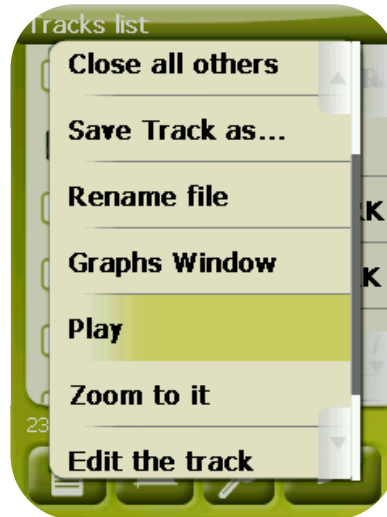 Tracks list
Close all others
Save Track as...
Rename file
Graphs Window
Play
K
Zoom to it
23
Edit the track